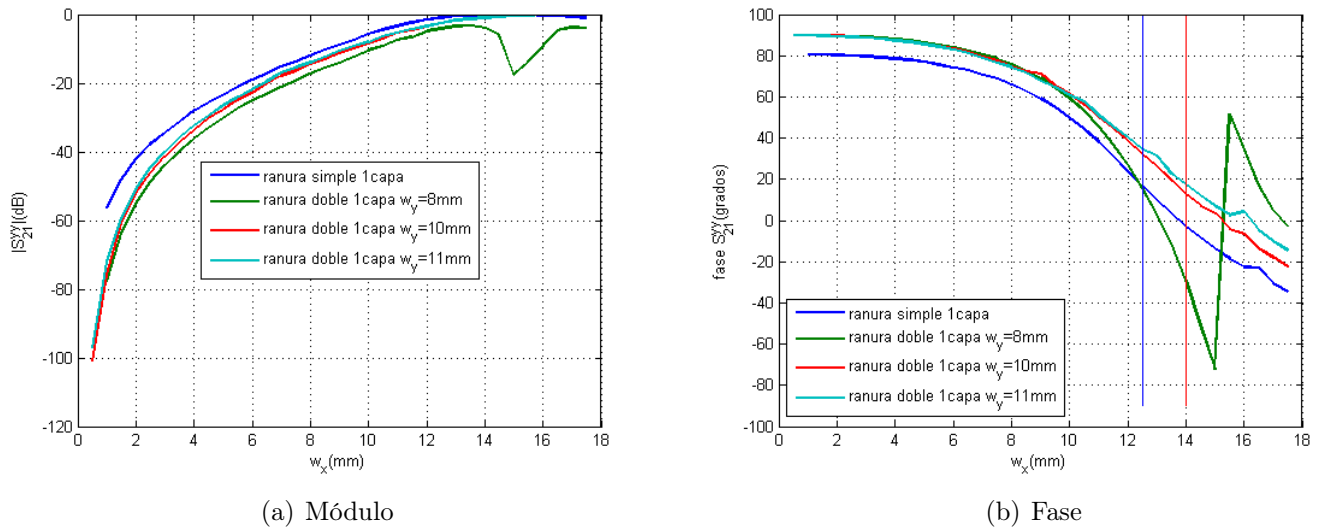 0
-20
-40
-60
-80
-100
-120
|S21^yy|(dB)
ranura simple 1capa
ranura doble 1capa w_y=8mm
ranura doble 1capa w_y=10mm
ranura doble 1capa w_y=11mm
0 2 4 6 8 10 12 14 16 18
w_x(mm)
(a) Módulo
100
80
60
40
20
0
-20
-40
-60
-80
-100
fase S21^yy(grados)
ranura simple 1capa
ranura doble 1capa w_y=8mm
ranura doble 1capa w_y=10mm
ranura doble 1capa w_y=11mm
0 2 4 6 8 10 12 14 16 18
w_x(mm)
(b) Fase